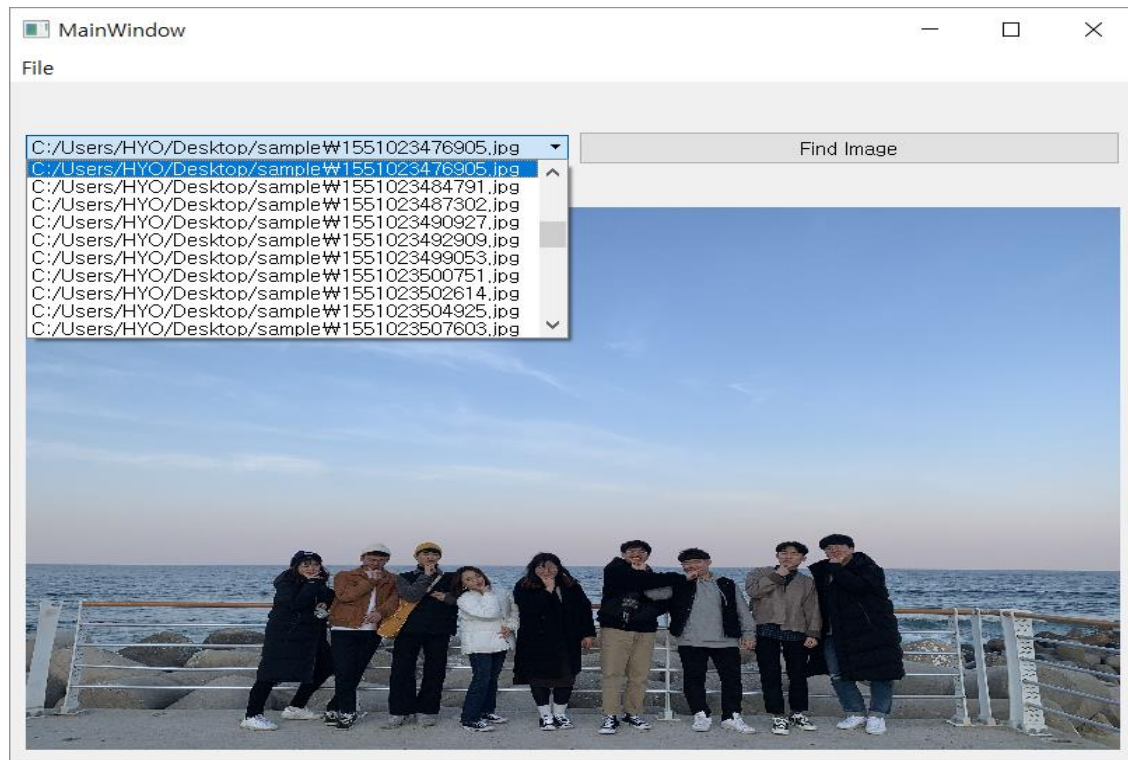 MainWindow
File
C:/Users/HYO/Desktop/sample₩1551023476905.jpg
Find Image
C:/Users/HYO/Desktop/sample₩1551023476905.jpg
C:/Users/HYO/Desktop/sample₩1551023484791.jpg
C:/Users/HYO/Desktop/sample₩1551023487302.jpg
C:/Users/HYO/Desktop/sample₩1551023490927.jpg
C:/Users/HYO/Desktop/sample₩1551023492909.jpg
C:/Users/HYO/Desktop/sample₩1551023499053.jpg
C:/Users/HYO/Desktop/sample₩1551023500751.jpg
C:/Users/HYO/Desktop/sample₩1551023502614.jpg
C:/Users/HYO/Desktop/sample₩1551023504925.jpg
C:/Users/HYO/Desktop/sample₩1551023507603.jpg